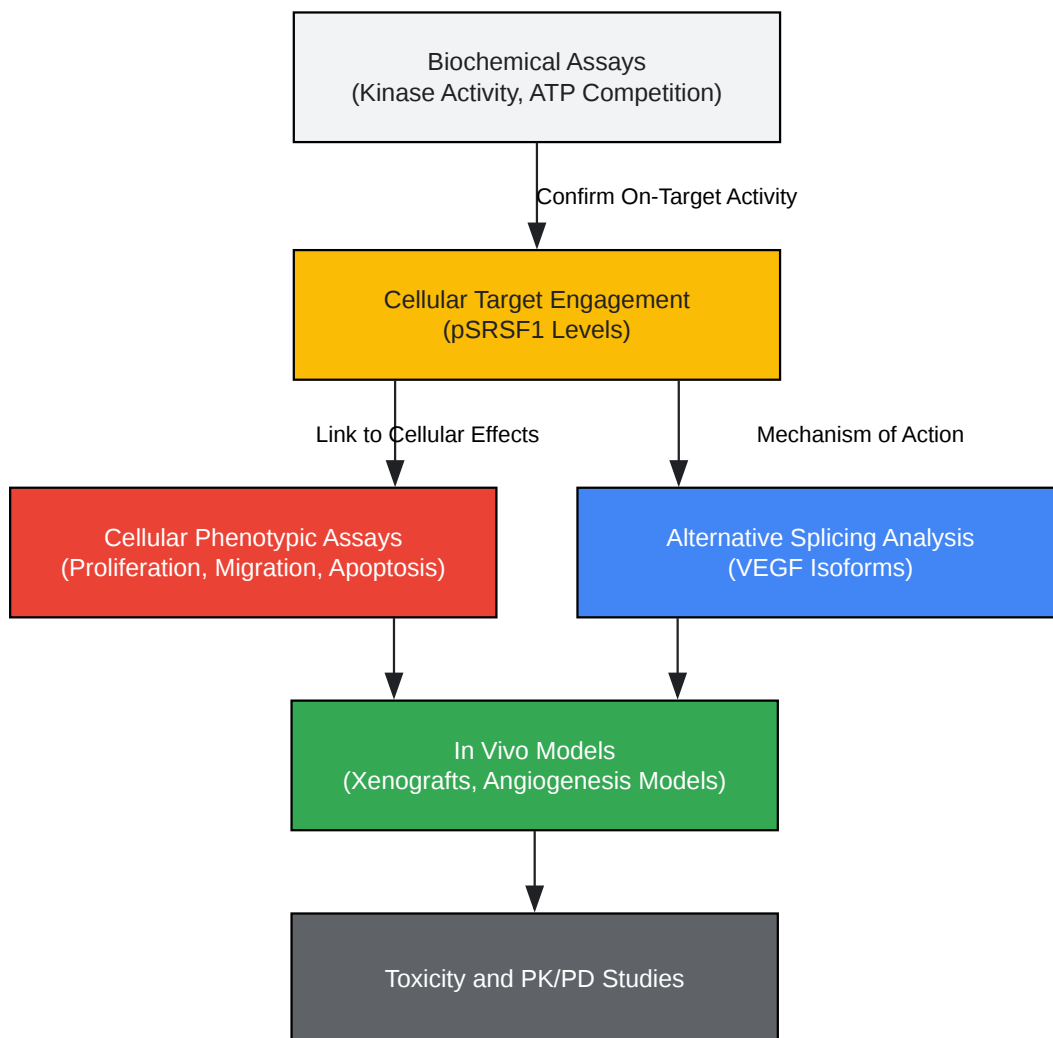 Biochemical Assays
(Kinase Activity, ATP Competition)
Confirm On-Target Activity
Cellular Target Engagement
(pSRSF1 Levels)
Link to Cellular Effects
Mechanism of Action
Cellular Phenotypic Assays
(Proliferation, Migration, Apoptosis)
Alternative Splicing Analysis
(VEGF Isoforms)
In Vivo Models
(Xenografts, Angiogenesis Models)
Toxicity and PK/PD Studies